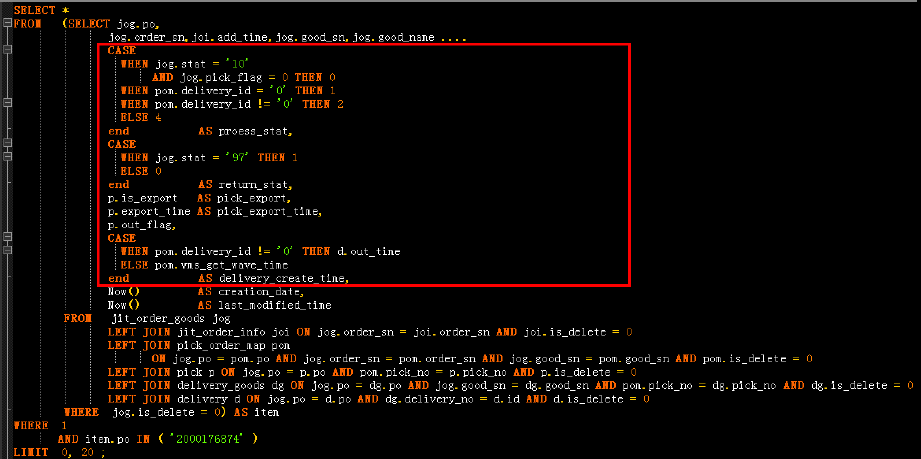 SELECT *
FROM (SELECT jog.po,
jog.order_sn,joi.add_time,jog.good_sn,jog.good_name ....
CASE
WHEN jog.stat = '10'
AND jog.pick_flag = 0 THEN 0
WHEN pom.delivery_id = '0' THEN 1
WHEN pom.delivery_id != '0' THEN 2
ELSE 4
end AS proess_stat,
CASE
WHEN jog.stat = '97' THEN 1
ELSE 0
end AS return_stat,
p.is_export AS pick_export,
p.export_time AS pick_export_time,
p.out_flag,
CASE
WHEN pom.delivery_id != '0' THEN d.out_time
ELSE pom.vms_get_wave_time
end AS delivery_create_time,
Now() AS creation_date,
Now() AS last_modified_time
FROM jit_order_goods jog
LEFT JOIN jit_order_info joi ON jog.order_sn = joi.order_sn AND joi.is_delete = 0
LEFT JOIN pick_order_map pom
ON jog.po = pom.po AND jog.order_sn = pom.order_sn AND jog.good_sn = pom.good_sn AND pom.is_delete = 0
LEFT JOIN pick p ON jog.po = p.po AND pom.pick_no = p.pick_no AND p.is_delete = 0
LEFT JOIN delivery_goods dg ON jog.po = dg.po AND jog.good_sn = dg.good_sn AND pom.pick_no = dg.pick_no AND dg.is_delete = 0
LEFT JOIN delivery d ON jog.po = d.po AND dg.delivery_no = d.id AND d.is_delete = 0
WHERE jog.is_delete = 0) AS item
WHERE 1
AND item.po IN ( '2000176874' )
LIMIT 0, 20 ;